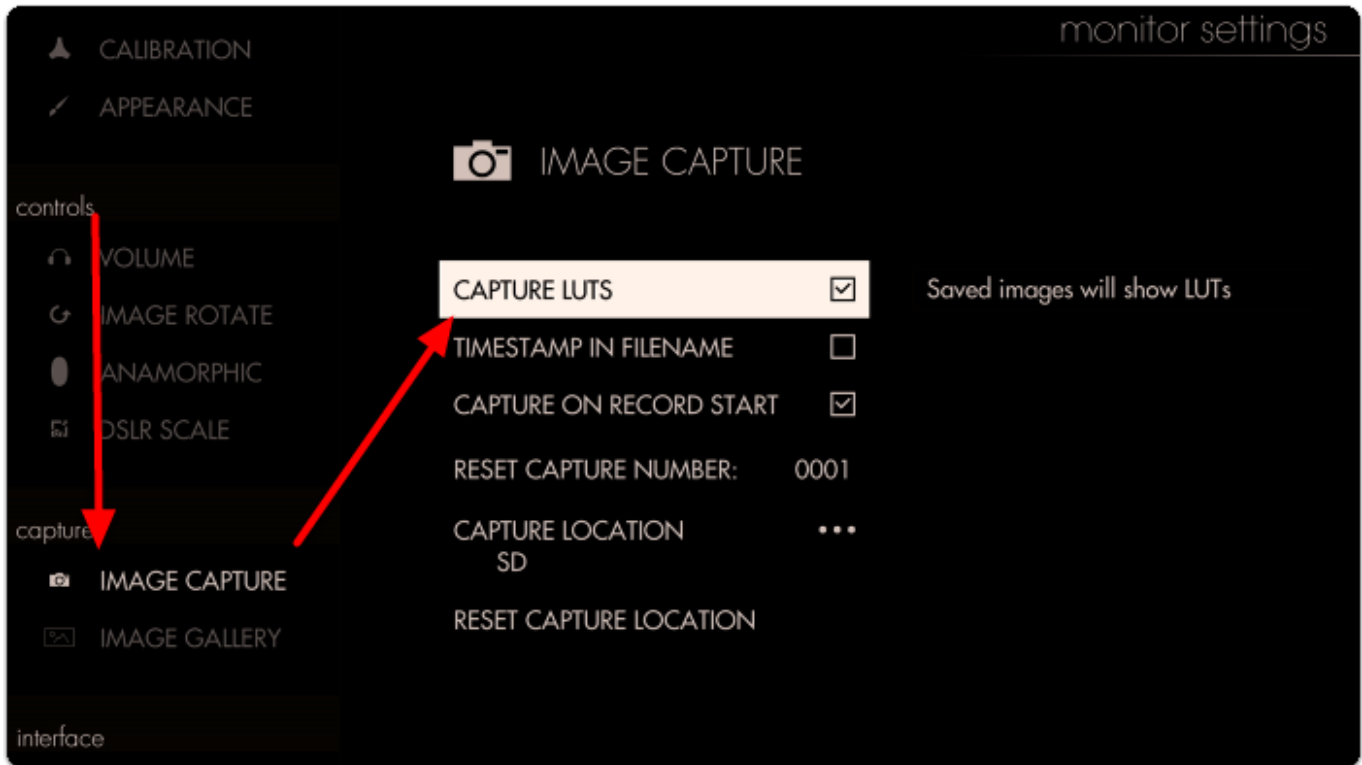 monitor settings
CALIBRATION
APPEARANCE
controls
VOLUME
IMAGE ROTATE
ANAMORPHIC
DSLR SCALE
capture
IMAGE CAPTURE
IMAGE GALLERY
interface
IMAGE CAPTURE
CAPTURE LUTS
Saved images will show LUTs
TIMESTAMP IN FILENAME
CAPTURE ON RECORD START
RESET CAPTURE NUMBER: 0001
CAPTURE LOCATION •••
SD
RESET CAPTURE LOCATION